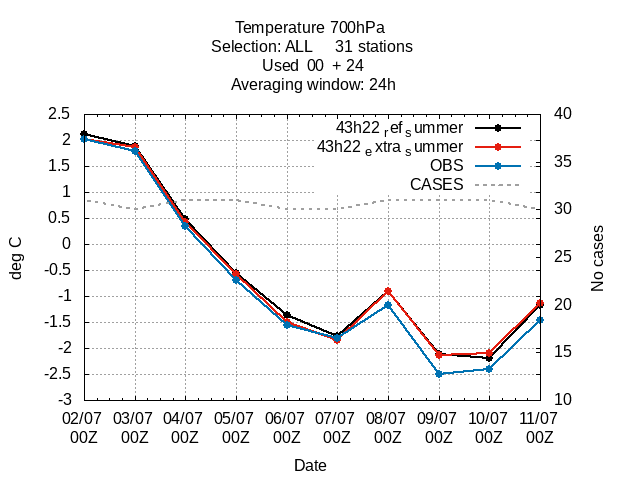 Temperature 700hPa
Selection: ALL     31 stations
Used  00  + 24
Averaging window: 24h
43h22 ref summer
43h22 extra summer
OBS
CASES
2.5
2
1.5
1
0.5
0
-0.5
-1
-1.5
-2
-2.5
-3
deg C
40
35
30
25
20
15
10
No cases
02/07 03/07 04/07 05/07 06/07 07/07 08/07 09/07 10/07 11/07
00Z 00Z 00Z 00Z 00Z 00Z 00Z 00Z 00Z 00Z
Date